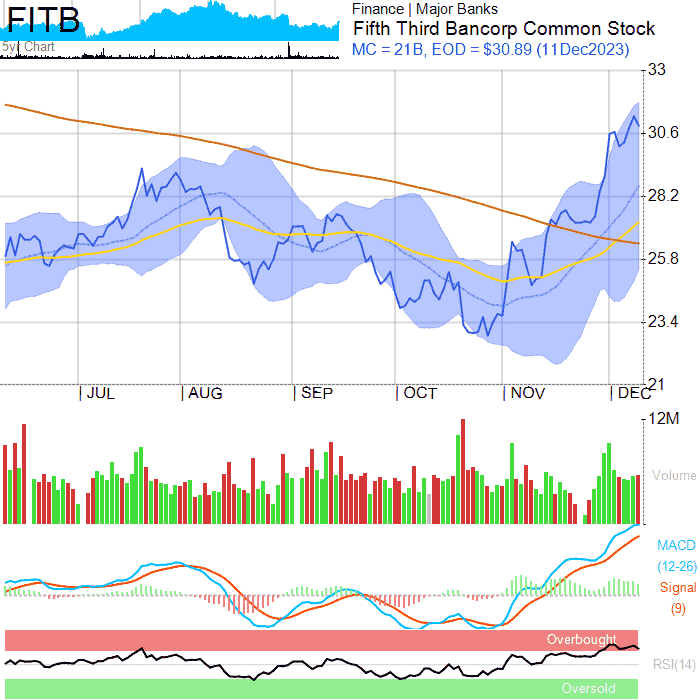 FITB
5yr Chart
Finance | Major Banks
Fifth Third Bancorp Common Stock
MC = 21B, EOD = $30.89 (11Dec2023)
33
30.6
28.2
25.8
23.4
21
| JUL | AUG | SEP | OCT | NOV | DEC
12M
Volume
MACD
(12-26)
Signal
(9)
Overbought
RSI(14)
Oversold